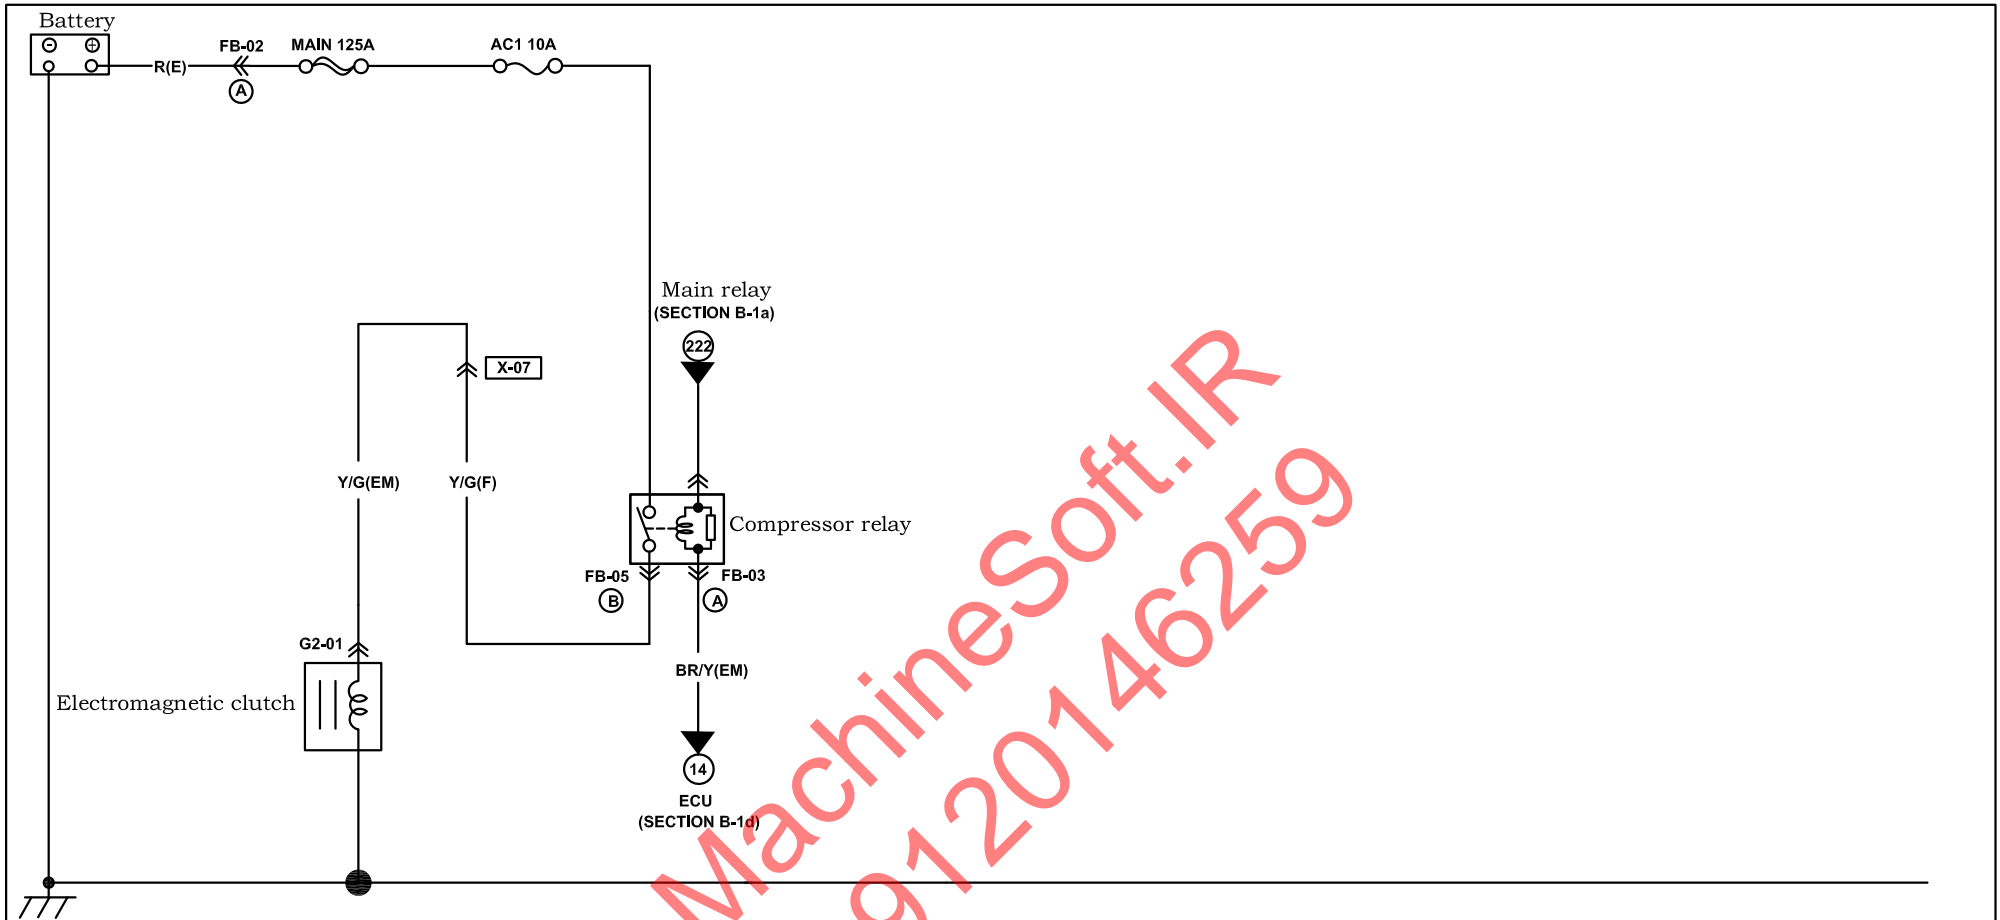 Battery
FB-02
MAIN 125A
AC1 10A
R(E)
A
Main relay
(SECTION B-1a)
222
X-07
Y/G(EM)
Y/G(F)
Compressor relay
FB-05
FB-03
B
A
G2-01
BR/Y(EM)
Electromagnetic clutch
14
ECU
(SECTION B-1d)
MachineSoft.IR
9120146259